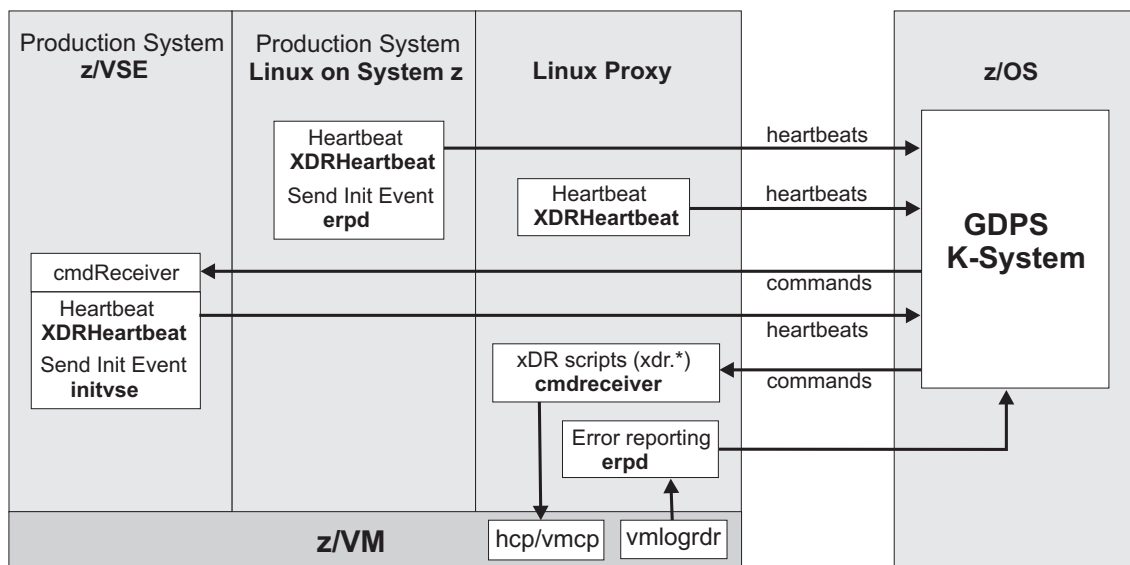 Production System
z/VSE
Production System
Linux on System z
Linux Proxy
z/OS
Heartbeat
XDRHeartbeat
Send Init Event
erpd
heartbeats
Heartbeat
XDRHeartbeat
heartbeats
GDPS
K-System
cmdReceiver
commands
Heartbeat
XDRHeartbeat
Send Init Event
initvse
heartbeats
xDR scripts (xdr.*)
cmdreceiver
commands
Error reporting
erpd
z/VM
hcp/vmcp
vmlogrdr